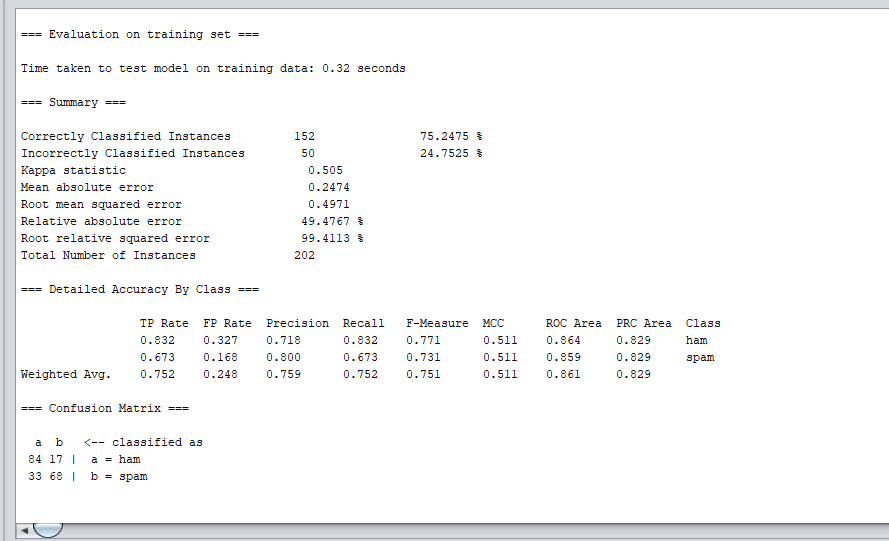 === Evaluation on training set ===
Time taken to test model on training data: 0.32 seconds
=== Summary ===
Correctly Classified Instances 152 75.2475 %
Incorrectly Classified Instances 50 24.7525 %
Kappa statistic 0.505
Mean absolute error 0.2474
Root mean squared error 0.4971
Relative absolute error 49.4767 %
Root relative squared error 99.4113 %
Total Number of Instances 202
=== Detailed Accuracy By Class ===
TP Rate FP Rate Precision Recall F-Measure MCC ROC Area PRC Area Class
0.832 0.327 0.718 0.832 0.771 0.511 0.864 0.829 ham
0.673 0.168 0.800 0.673 0.731 0.511 0.859 0.829 spam
Weighted Avg. 0.752 0.248 0.759 0.752 0.751 0.511 0.861 0.829
=== Confusion Matrix ===
a b <-- classified as
84 17 | a = ham
33 68 | b = spam